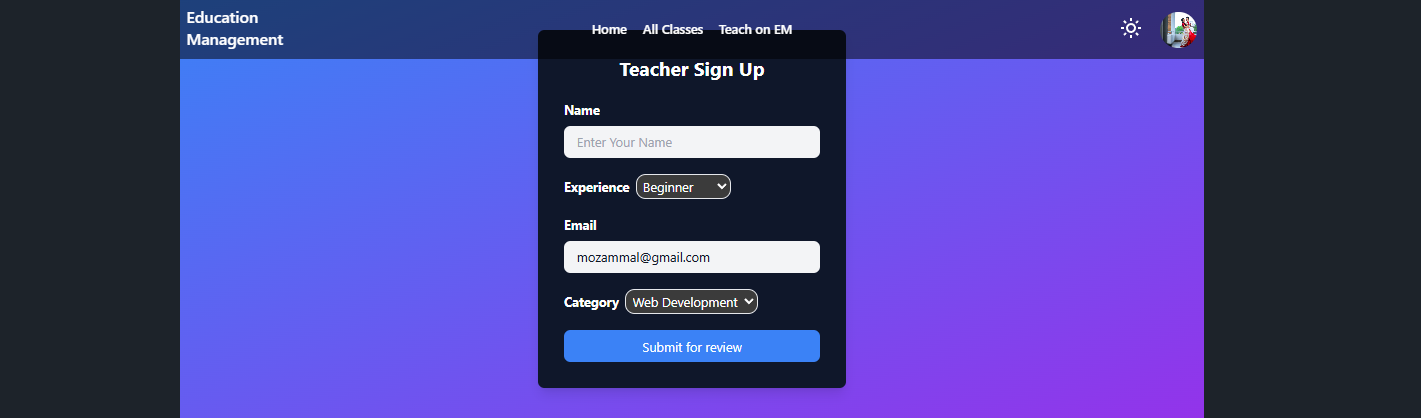 Education
Management
Home All Classes Teach on EM
Teacher Sign Up
Name
Enter Your Name
Experience Beginner
Email
mozammal@gmail.com
Category Web Development
Submit for review